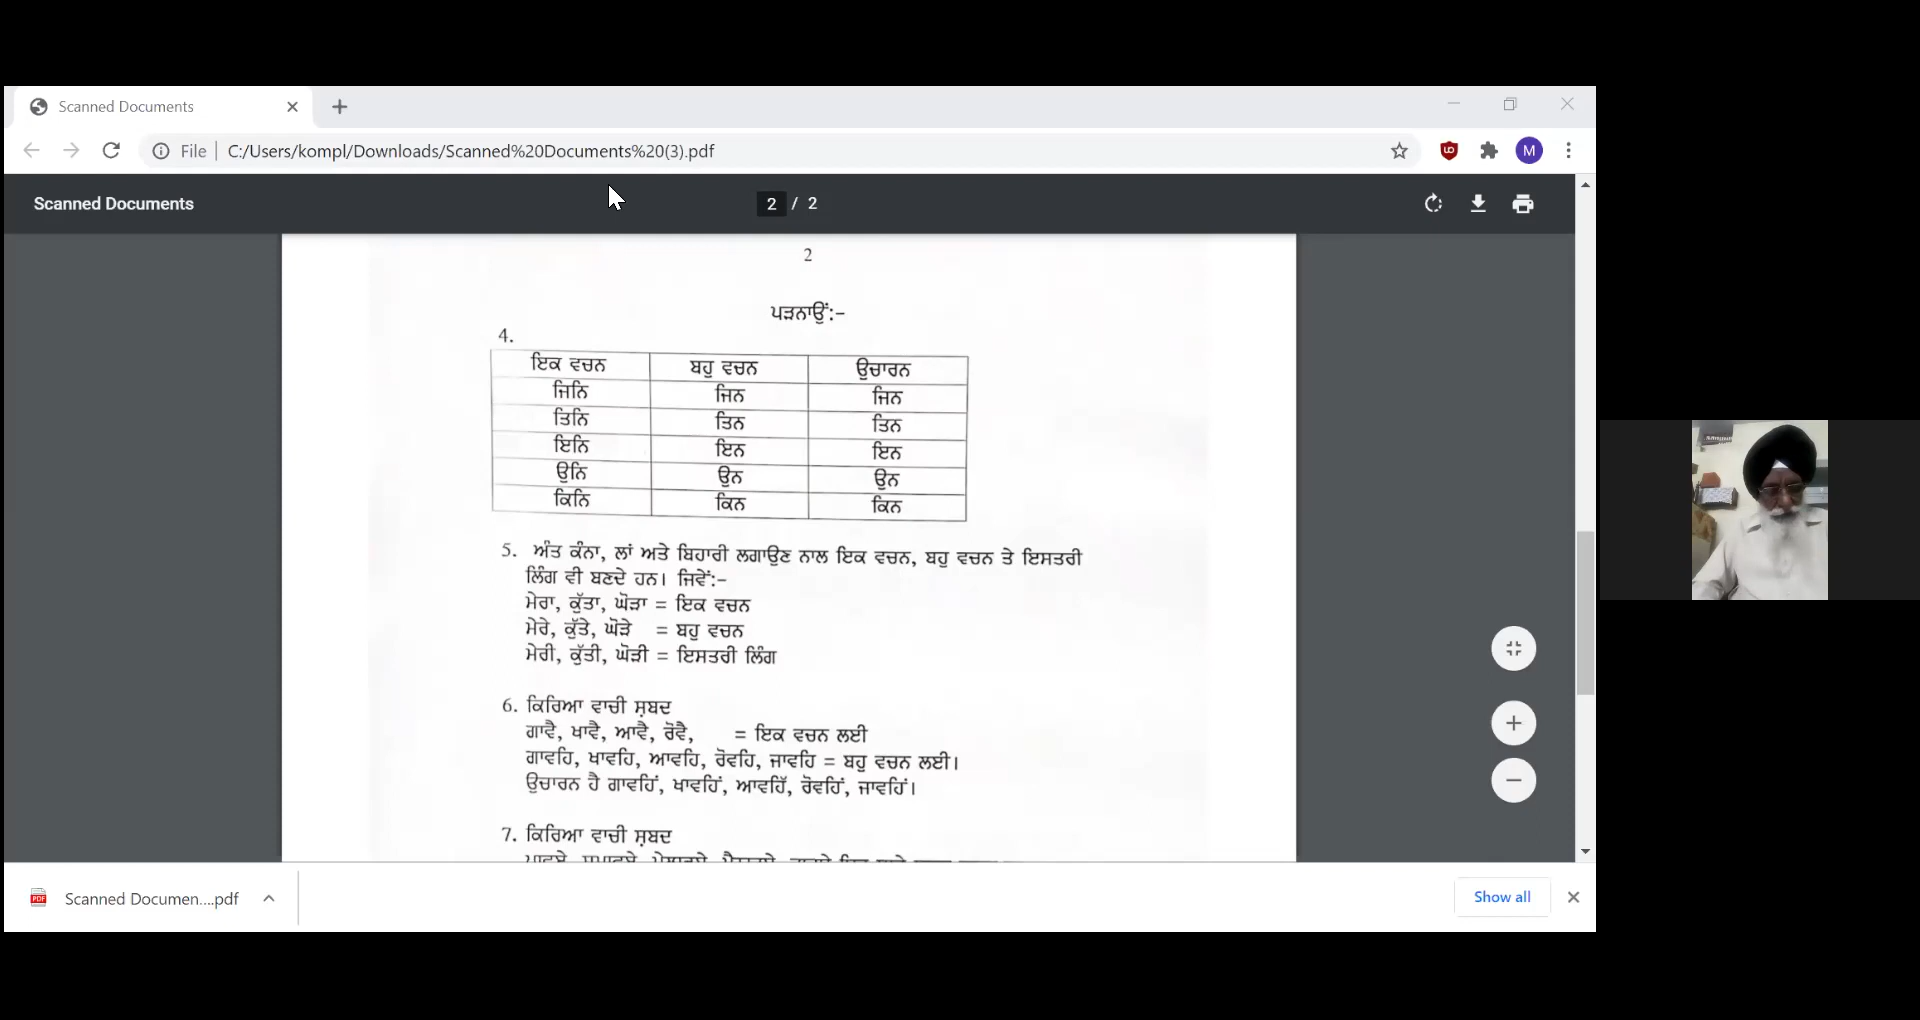 Scanned Documents
File
C:/Users/kompl/Downloads/Scanned%20Documents%20(3).pdf
M
Scanned Documents
2 / 2
2
ਪੜਨਾਉਂ:-
4.
ਇਕ ਵਚਨ ਬਹੁ ਵਚਨ ਉਚਾਰਨ
ਜਿਨਿ ਜਿਨ ਜਿਨ
ਤਿਨਿ ਤਿਨ ਤਿਨ
ਇਨਿ ਇਨ ਇਨ
ਉਨਿ ਉਨ ਉਨ
ਕਿਨਿ ਕਿਨ ਕਿਨ
5. ਅੰਤ ਕੰਨਾ, ਲਾਂ ਅਤੇ ਬਿਹਾਰੀ ਲਗਾਉਣ ਨਾਲ ਇਕ ਵਚਨ, ਬਹੁ ਵਚਨ ਤੇ ਇਸਤਰੀ
ਲਿੰਗ ਵੀ ਬਣਦੇ ਹਨ। ਜਿਵੇਂ:-
ਮੇਰਾ, ਕੁੱਤਾ, ਘੋੜਾ = ਇਕ ਵਚਨ
ਮੇਰੇ, ਕੁੱਤੇ, ਘੋੜੇ = ਬਹੁ ਵਚਨ
ਮੇਰੀ, ਕੁੱਤੀ, ਘੋੜੀ = ਇਸਤਰੀ ਲਿੰਗ
6. ਕਿਰਿਆ ਵਾਚੀ ਸ਼ਬਦ
ਗਾਵੈ, ਖਾਵੈ, ਆਵੈ, ਰੋਵੈ, = ਇਕ ਵਚਨ ਲਈ
ਗਾਵਹਿ, ਖਾਵਹਿ, ਆਵਹਿ, ਰੋਵਹਿ, ਜਾਵਹਿ = ਬਹੁ ਵਚਨ ਲਈ।
ਉਚਾਰਨ ਹੈ ਗਾਵਹਿਂ, ਖਾਵਹਿਂ, ਆਵਹਿਂ, ਰੋਵਹਿਂ, ਜਾਵਹਿਂ।
7. ਕਿਰਿਆ ਵਾਚੀ ਸ਼ਬਦ
Scanned Documen....pdf
Show all